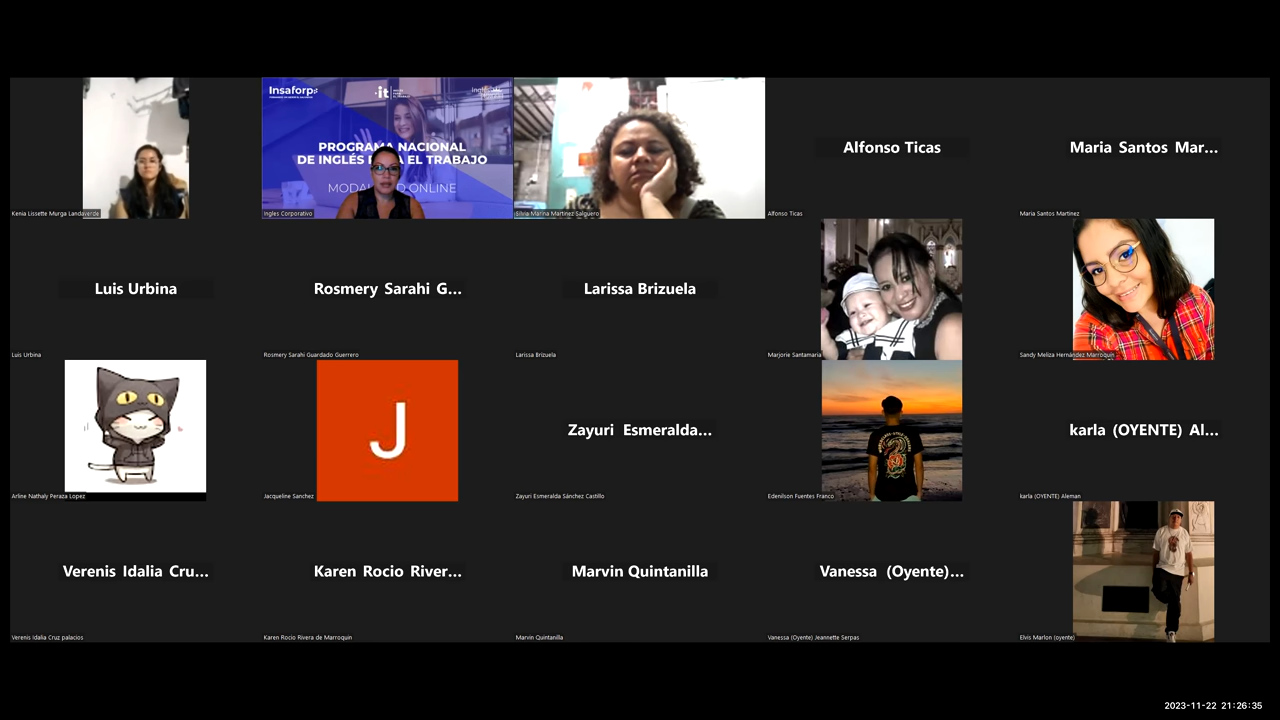 Insaforp
·it
PROGRAMA NACIONAL
DE INGLÉS PARA EL TRABAJO
MODALIDAD ONLINE
Alfonso Ticas
Maria Santos Mar...
Kenia Lissette Murga Landaverde
Ingles Corporativo
Silvia Marina Martinez Salguero
Alfonso Ticas
Maria Santos Martinez
Luis Urbina
Rosmery Sarahi G...
Larissa Brizuela
Luis Urbina
Rosmery Sarahi Guardado Guerrero
Larissa Brizuela
Marjorie Santamaria
Sandy Meliza Hernández Marroquin
J
Zayuri Esmeralda...
karla (OYENTE) Al...
Arline Nathaly Peraza Lopez
Jacqueline Sanchez
Zayuri Esmeralda Sánchez Castillo
Edenilson Fuentes Franco
karla (OYENTE) Aleman
Verenis Idalia Cru...
Karen Rocio River...
Marvin Quintanilla
Vanessa (Oyente)...
Verenis Idalia Cruz palacios
Karen Rocio Rivera de Marroquin
Marvin Quintanilla
Vanessa (Oyente) Jeannette Serpas
Elvis Marlon (oyente)
2023-11-22 21:26:35